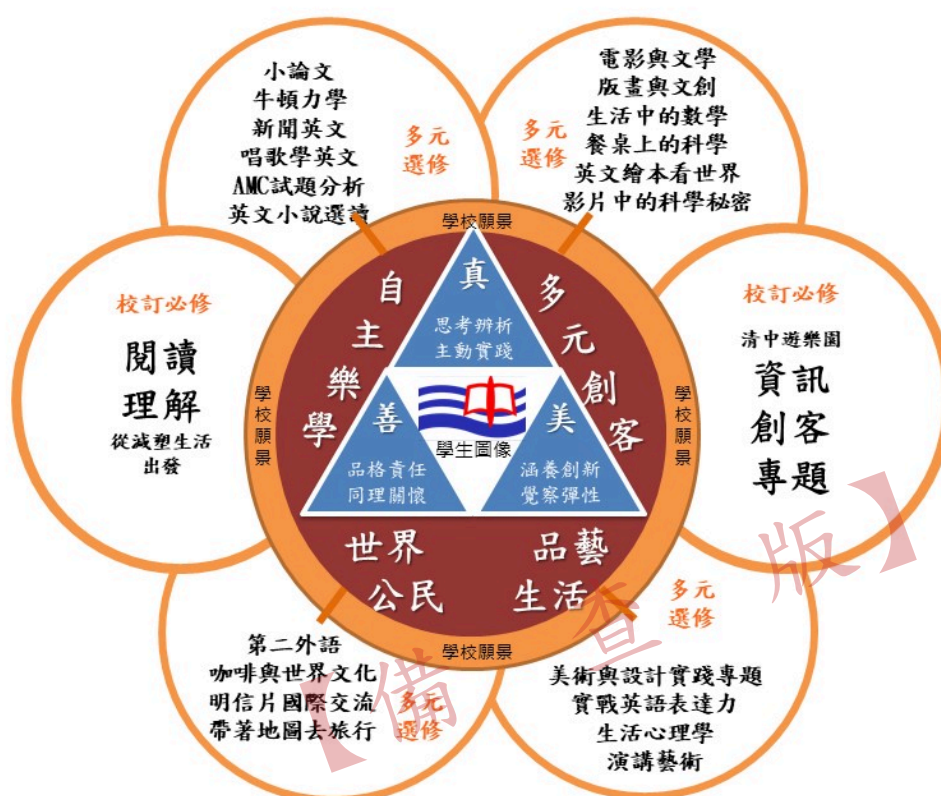 小論文
牛頓力學
新聞英文
唱歌學英文
AMC試題分析
英文小說選讀
多元
選修
電影與文學
版畫與文創
生活中的數學
餐桌上的科學
英文繪本看世界
影片中的科學秘密
多元
選修
校訂必修
閱讀
理解
從減塑生活
出發
學校願景
學校願景
自主樂學
多元創客
真
思考辨析
主動實踐
善
品格責任
同理關懷
學生圖像
美
涵養創新
覺察彈性
世界
公民
品藝
生活
學校願景
學校願景
校訂必修
清中遊樂園
資訊
創客
專題
第二外語
咖啡與世界文化
明信片國際交流
帶著地圖去旅行
多元
選修
多元
選修
美術與設計實踐專題
實戰英語表達力
生活心理學
演講藝術
【備查版】